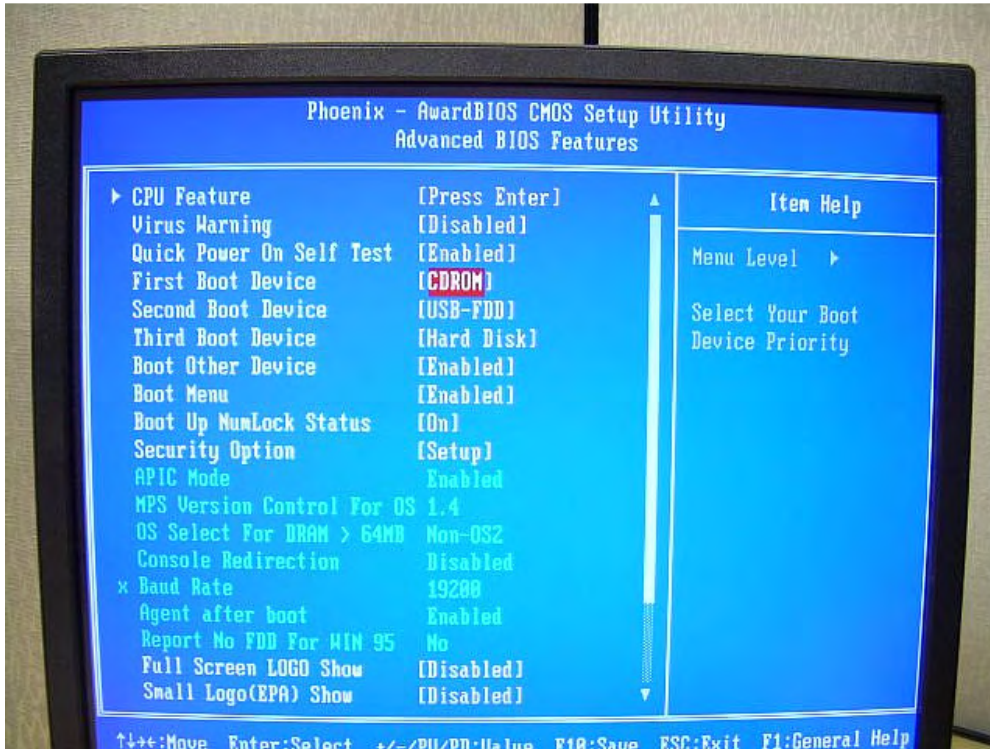 Phoenix - AwardBIOS CMOS Setup Utility
Advanced BIOS Features
▶ CPU Feature [Press Enter]
Virus Warning [Disabled]
Quick Power On Self Test [Enabled]
First Boot Device [CDROM]
Second Boot Device [USB-FDD]
Third Boot Device [Hard Disk]
Boot Other Device [Enabled]
Boot Menu [Enabled]
Boot Up NumLock Status [On]
Security Option [Setup]
APIC Mode Enabled
MPS Version Control For OS 1.4
OS Select For DRAM > 64MB Non-OS2
Console Redirection Disabled
x Baud Rate 19200
Agent after boot Enabled
Report No FDD For WIN 95 No
Full Screen LOGO Show [Disabled]
Small Logo(EPA) Show [Disabled]
Item Help
Menu Level ▶
Select Your Boot
Device Priority
↑↓→←:Move Enter:Select +/-/PU/PD:Value F10:Save ESC:Exit F1:General Help